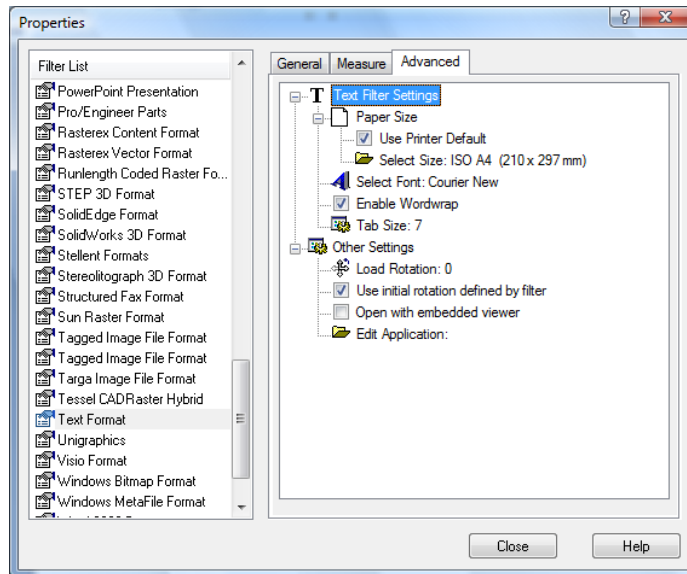 Properties
?
X
Filter List
PowerPoint Presentation
Pro/Engineer Parts
Rasterex Content Format
Rasterex Vector Format
Runlength Coded Raster Fo...
STEP 3D Format
SolidEdge Format
SolidWorks 3D Format
Stellent Formats
Stereolitograph 3D Format
Structured Fax Format
Sun Raster Format
Tagged Image File Format
Tagged Image File Format
Targa Image File Format
Tessel CADRaster Hybrid
Text Format
Unigraphics
Visio Format
Windows Bitmap Format
Windows MetaFile Format
General Measure Advanced
T Text Filter Settings
Paper Size
Use Printer Default
Select Size: ISO A4 (210 x 297 mm)
Select Font: Courier New
Enable Wordwrap
Tab Size: 7
Other Settings
Load Rotation: 0
Use initial rotation defined by filter
Open with embedded viewer
Edit Application:
Close Help